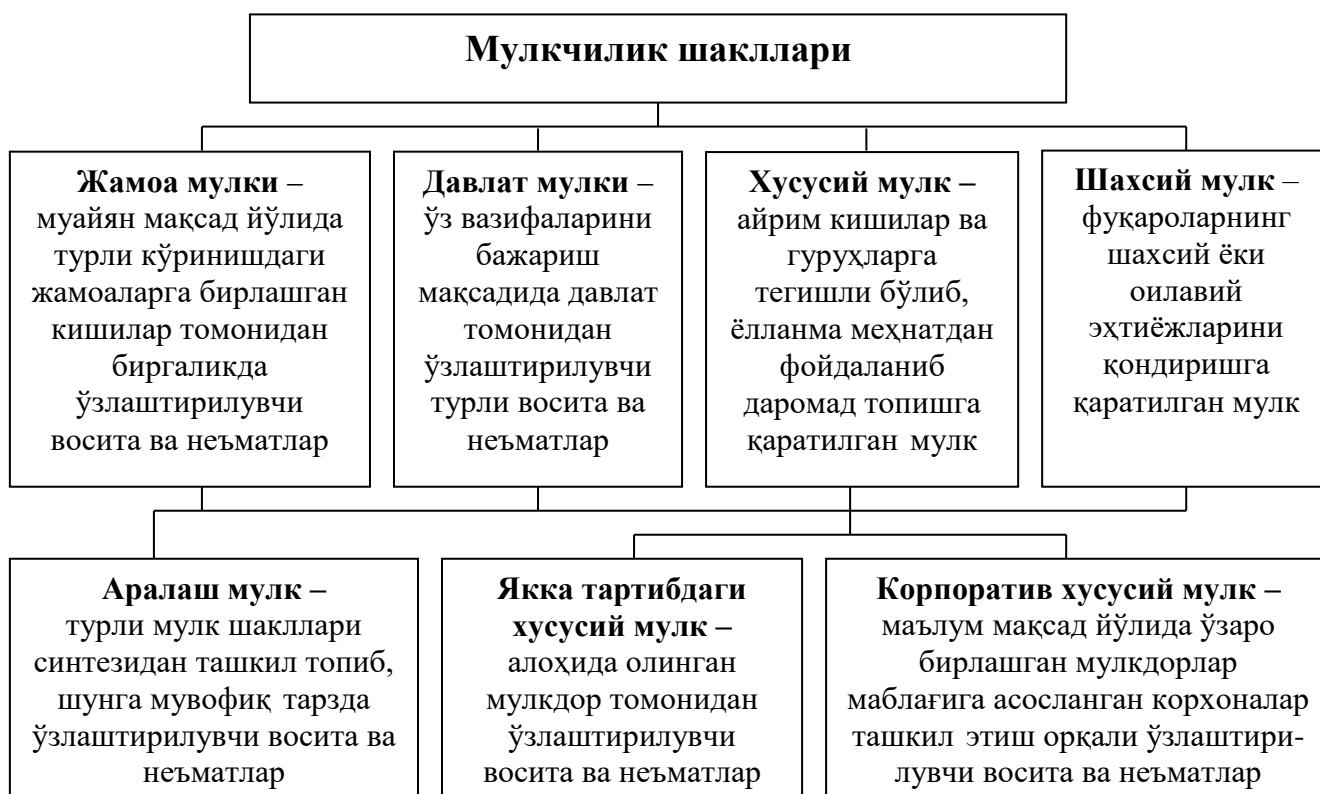 Мулкчилик шакллари
Жамоа мулки –
муайян мақсад йўлида
турли кўринишдаги
жамоаларга бирлашган
кишилар томонидан
биргаликда
ўзлаштирилувчи
восита ва неъматлар
Давлат мулки –
ўз вазифаларини
бажариш
мақсадида давлат
томонидан
ўзлаштирилувчи
турли восита ва
неъматлар
Хусусий мулк –
айрим кишилар ва
гуруҳларга
тегишли бўлиб,
ёлланма меҳнатдан
фойдаланиб
даромад топишга
қаратилган мулк
Шахсий мулк –
фуқароларнинг
шахсий ёки
оилавий
эҳтиёжларини
қондиришга
қаратилган мулк
Аралаш мулк –
турли мулк шакллари
синтезидан ташкил топиб,
шунга мувофиқ тарзда
ўзлаштирилувчи восита ва
неъматлар
Якка тартибдаги
хусусий мулк –
алоҳида олинган
мулкдор томонидан
ўзлаштирилувчи
восита ва неъматлар
Корпоратив хусусий мулк –
маълум мақсад йўлида ўзаро
бирлашган мулкдорлар
маблағига асосланган корхоналар
ташкил этиш орқали ўзлаштири-
лувчи восита ва неъматлар